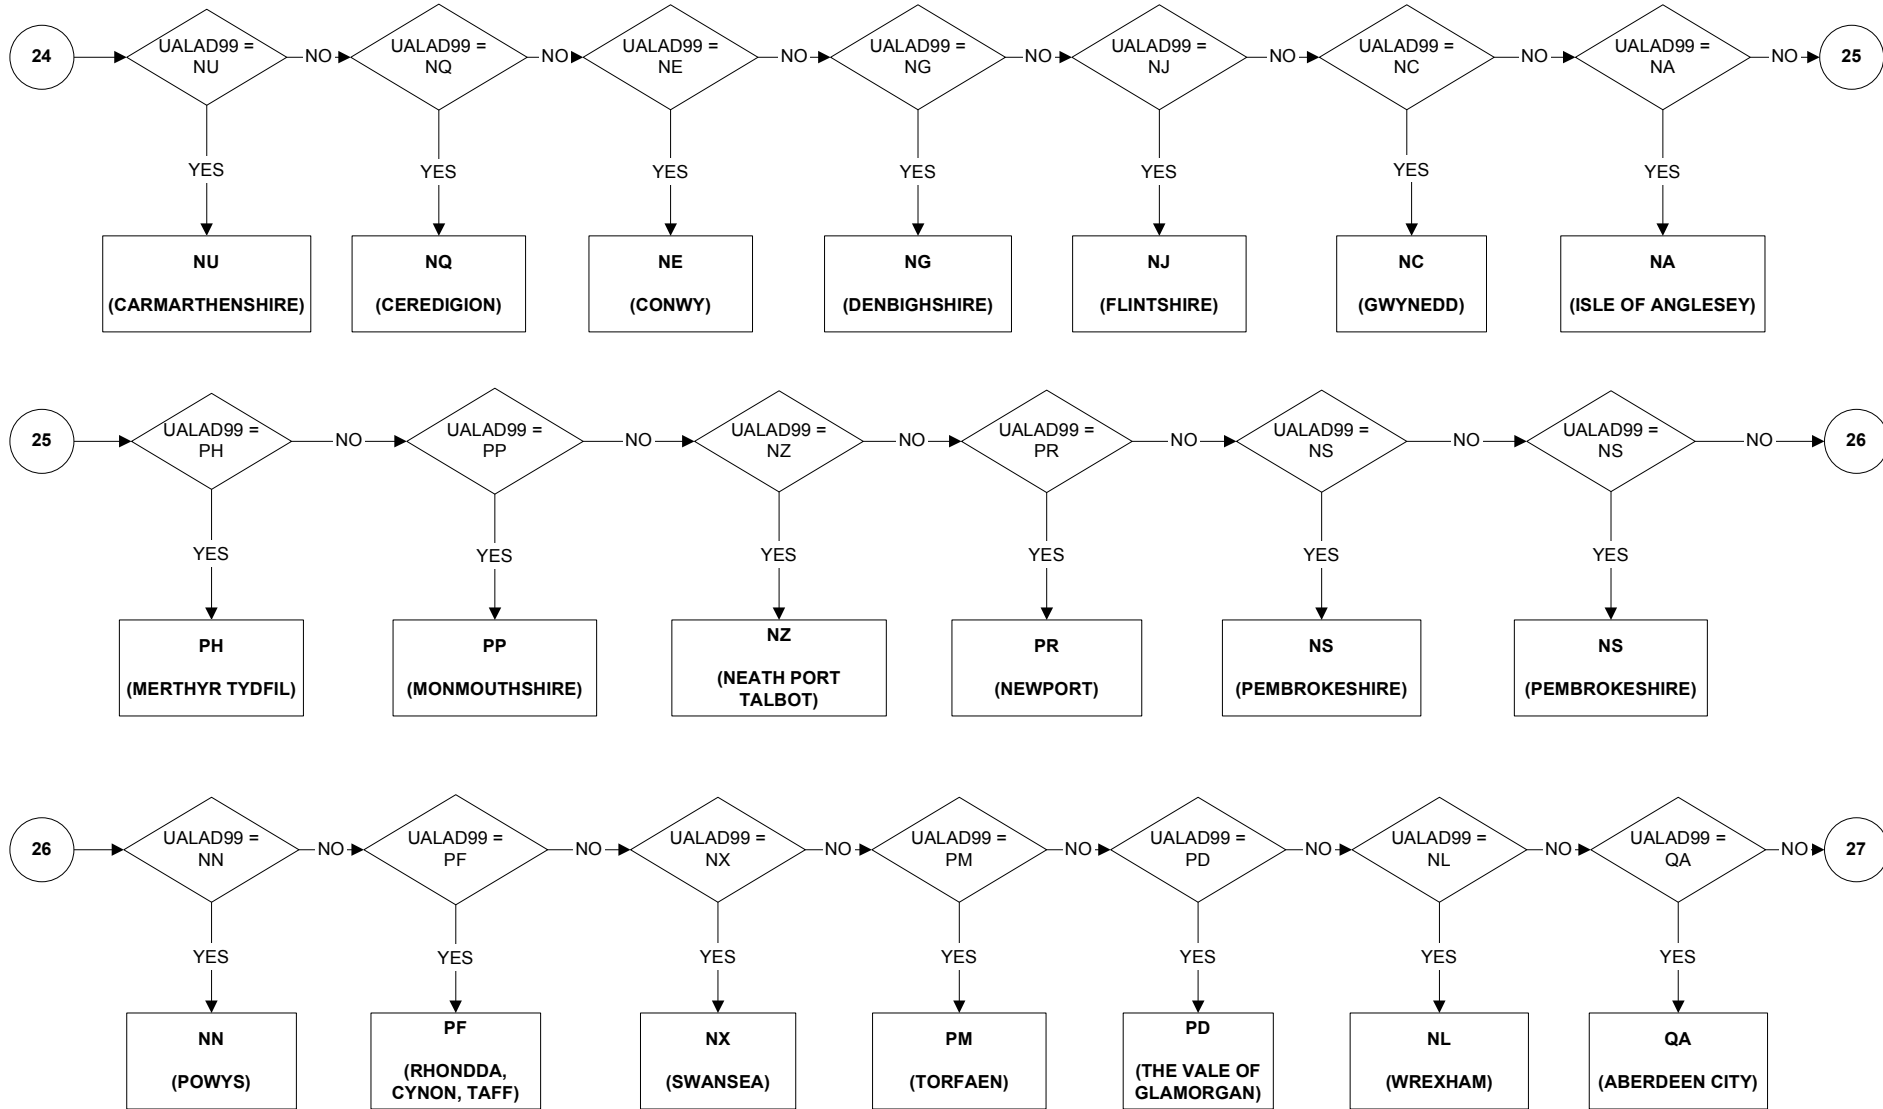 24
UALAD99 =
NU
NO
UALAD99 =
NQ
NO
UALAD99 =
NE
NO
UALAD99 =
NG
NO
UALAD99 =
NJ
NO
UALAD99 =
NC
NO
UALAD99 =
NA
NO
25
YES
YES
YES
YES
YES
YES
YES
NU
(CARMARTHENSHIRE)
NQ
(CEREDIGION)
NE
(CONWY)
NG
(DENBIGHSHIRE)
NJ
(FLINTSHIRE)
NC
(GWYNEDD)
NA
(ISLE OF ANGLESEY)
25
UALAD99 =
PH
NO
UALAD99 =
PP
NO
UALAD99 =
NZ
NO
UALAD99 =
PR
NO
UALAD99 =
NS
NO
UALAD99 =
NS
NO
26
YES
YES
YES
YES
YES
YES
PH
(MERTHYR TYDFIL)
PP
(MONMOUTHSHIRE)
NZ
(NEATH PORT
TALBOT)
PR
(NEWPORT)
NS
(PEMBROKESHIRE)
NS
(PEMBROKESHIRE)
26
UALAD99 =
NN
NO
UALAD99 =
PF
NO
UALAD99 =
NX
NO
UALAD99 =
PM
NO
UALAD99 =
PD
NO
UALAD99 =
NL
NO
UALAD99 =
QA
NO
27
YES
YES
YES
YES
YES
YES
YES
NN
(POWYS)
PF
(RHONDDA,
CYNON, TAFF)
NX
(SWANSEA)
PM
(TORFAEN)
PD
(THE VALE OF
GLAMORGAN)
NL
(WREXHAM)
QA
(ABERDEEN CITY)